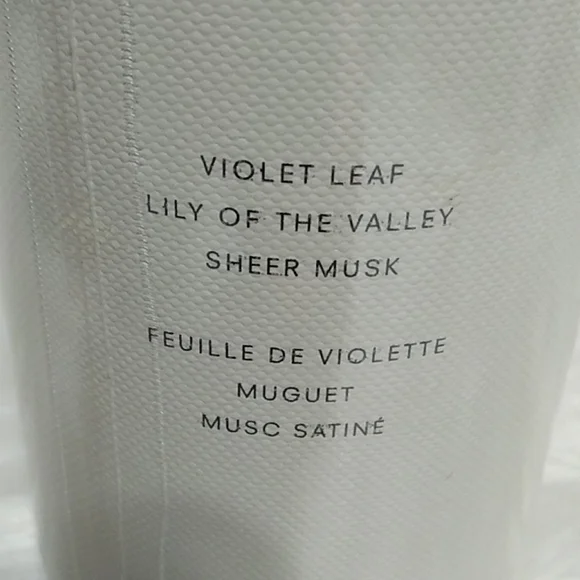 VIOLET LEAF
LILY OF THE VALLEY
SHEER MUSK
FEUILLE DE VIOLETTE
MUGUET
MUSC SATINÉ